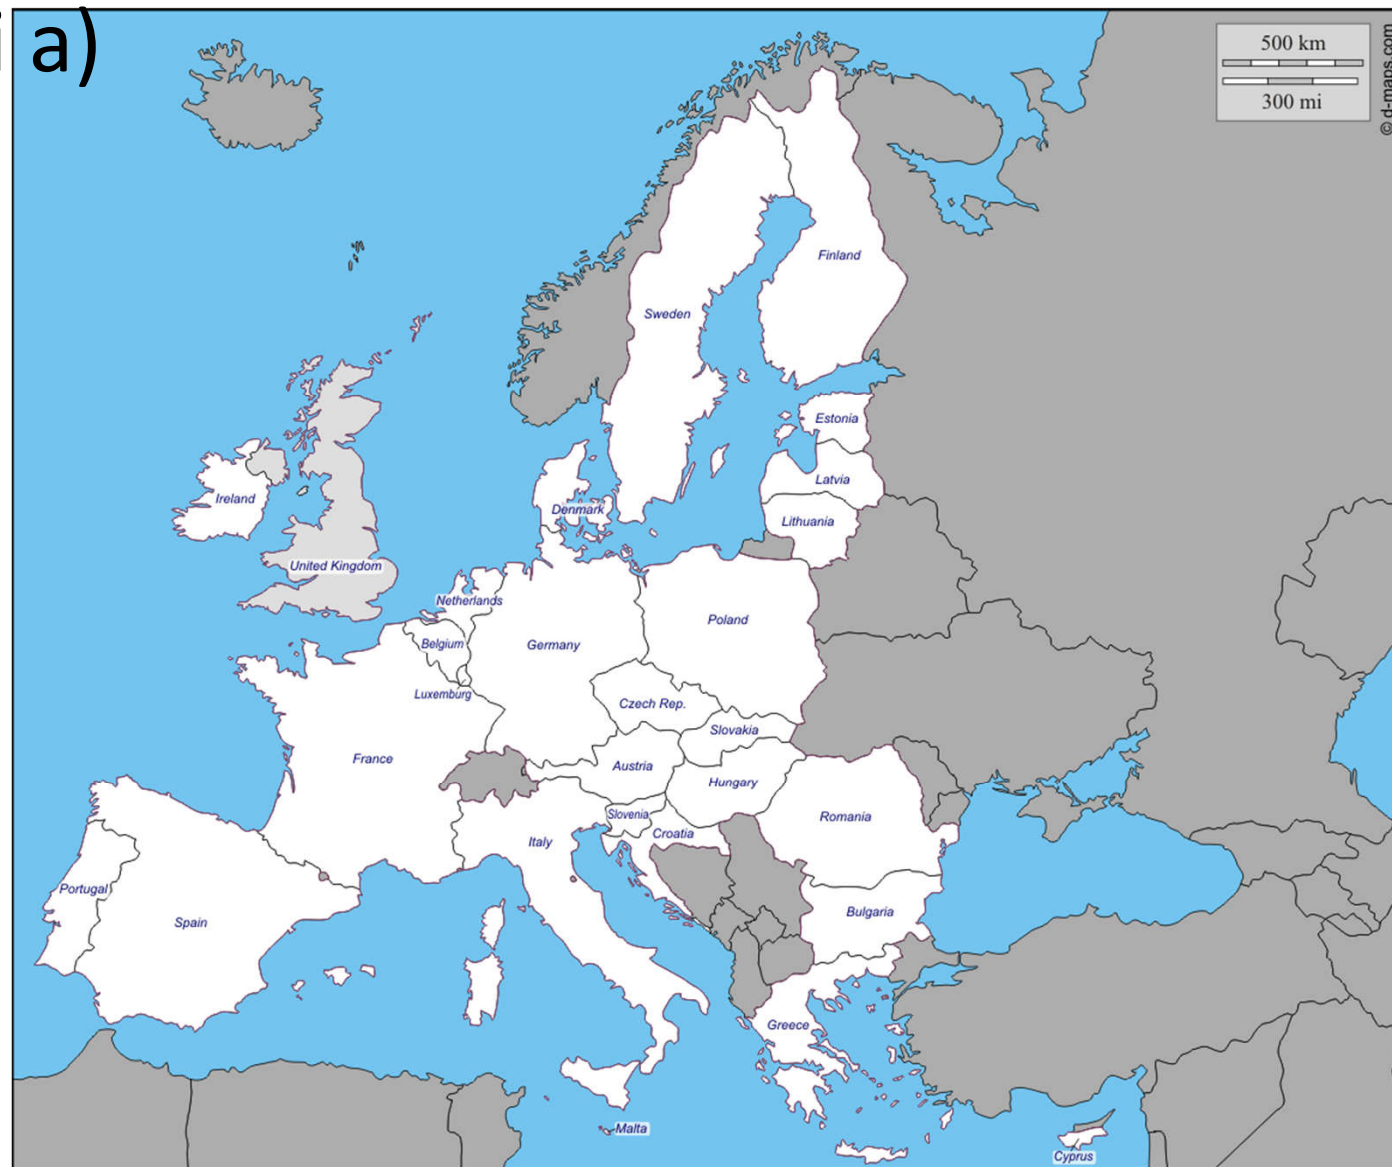 a)
500 km
300 mi
© d-maps.com
Finland
Sweden
Estonia
Latvia
Lithuania
Denmark
Ireland
United Kingdom
Netherlands
Belgium
Luxemburg
Germany
Poland
Czech Rep.
Slovakia
Austria
Hungary
France
Slovenia
Croatia
Italy
Romania
Bulgaria
Portugal
Spain
Greece
Malta
Cyprus